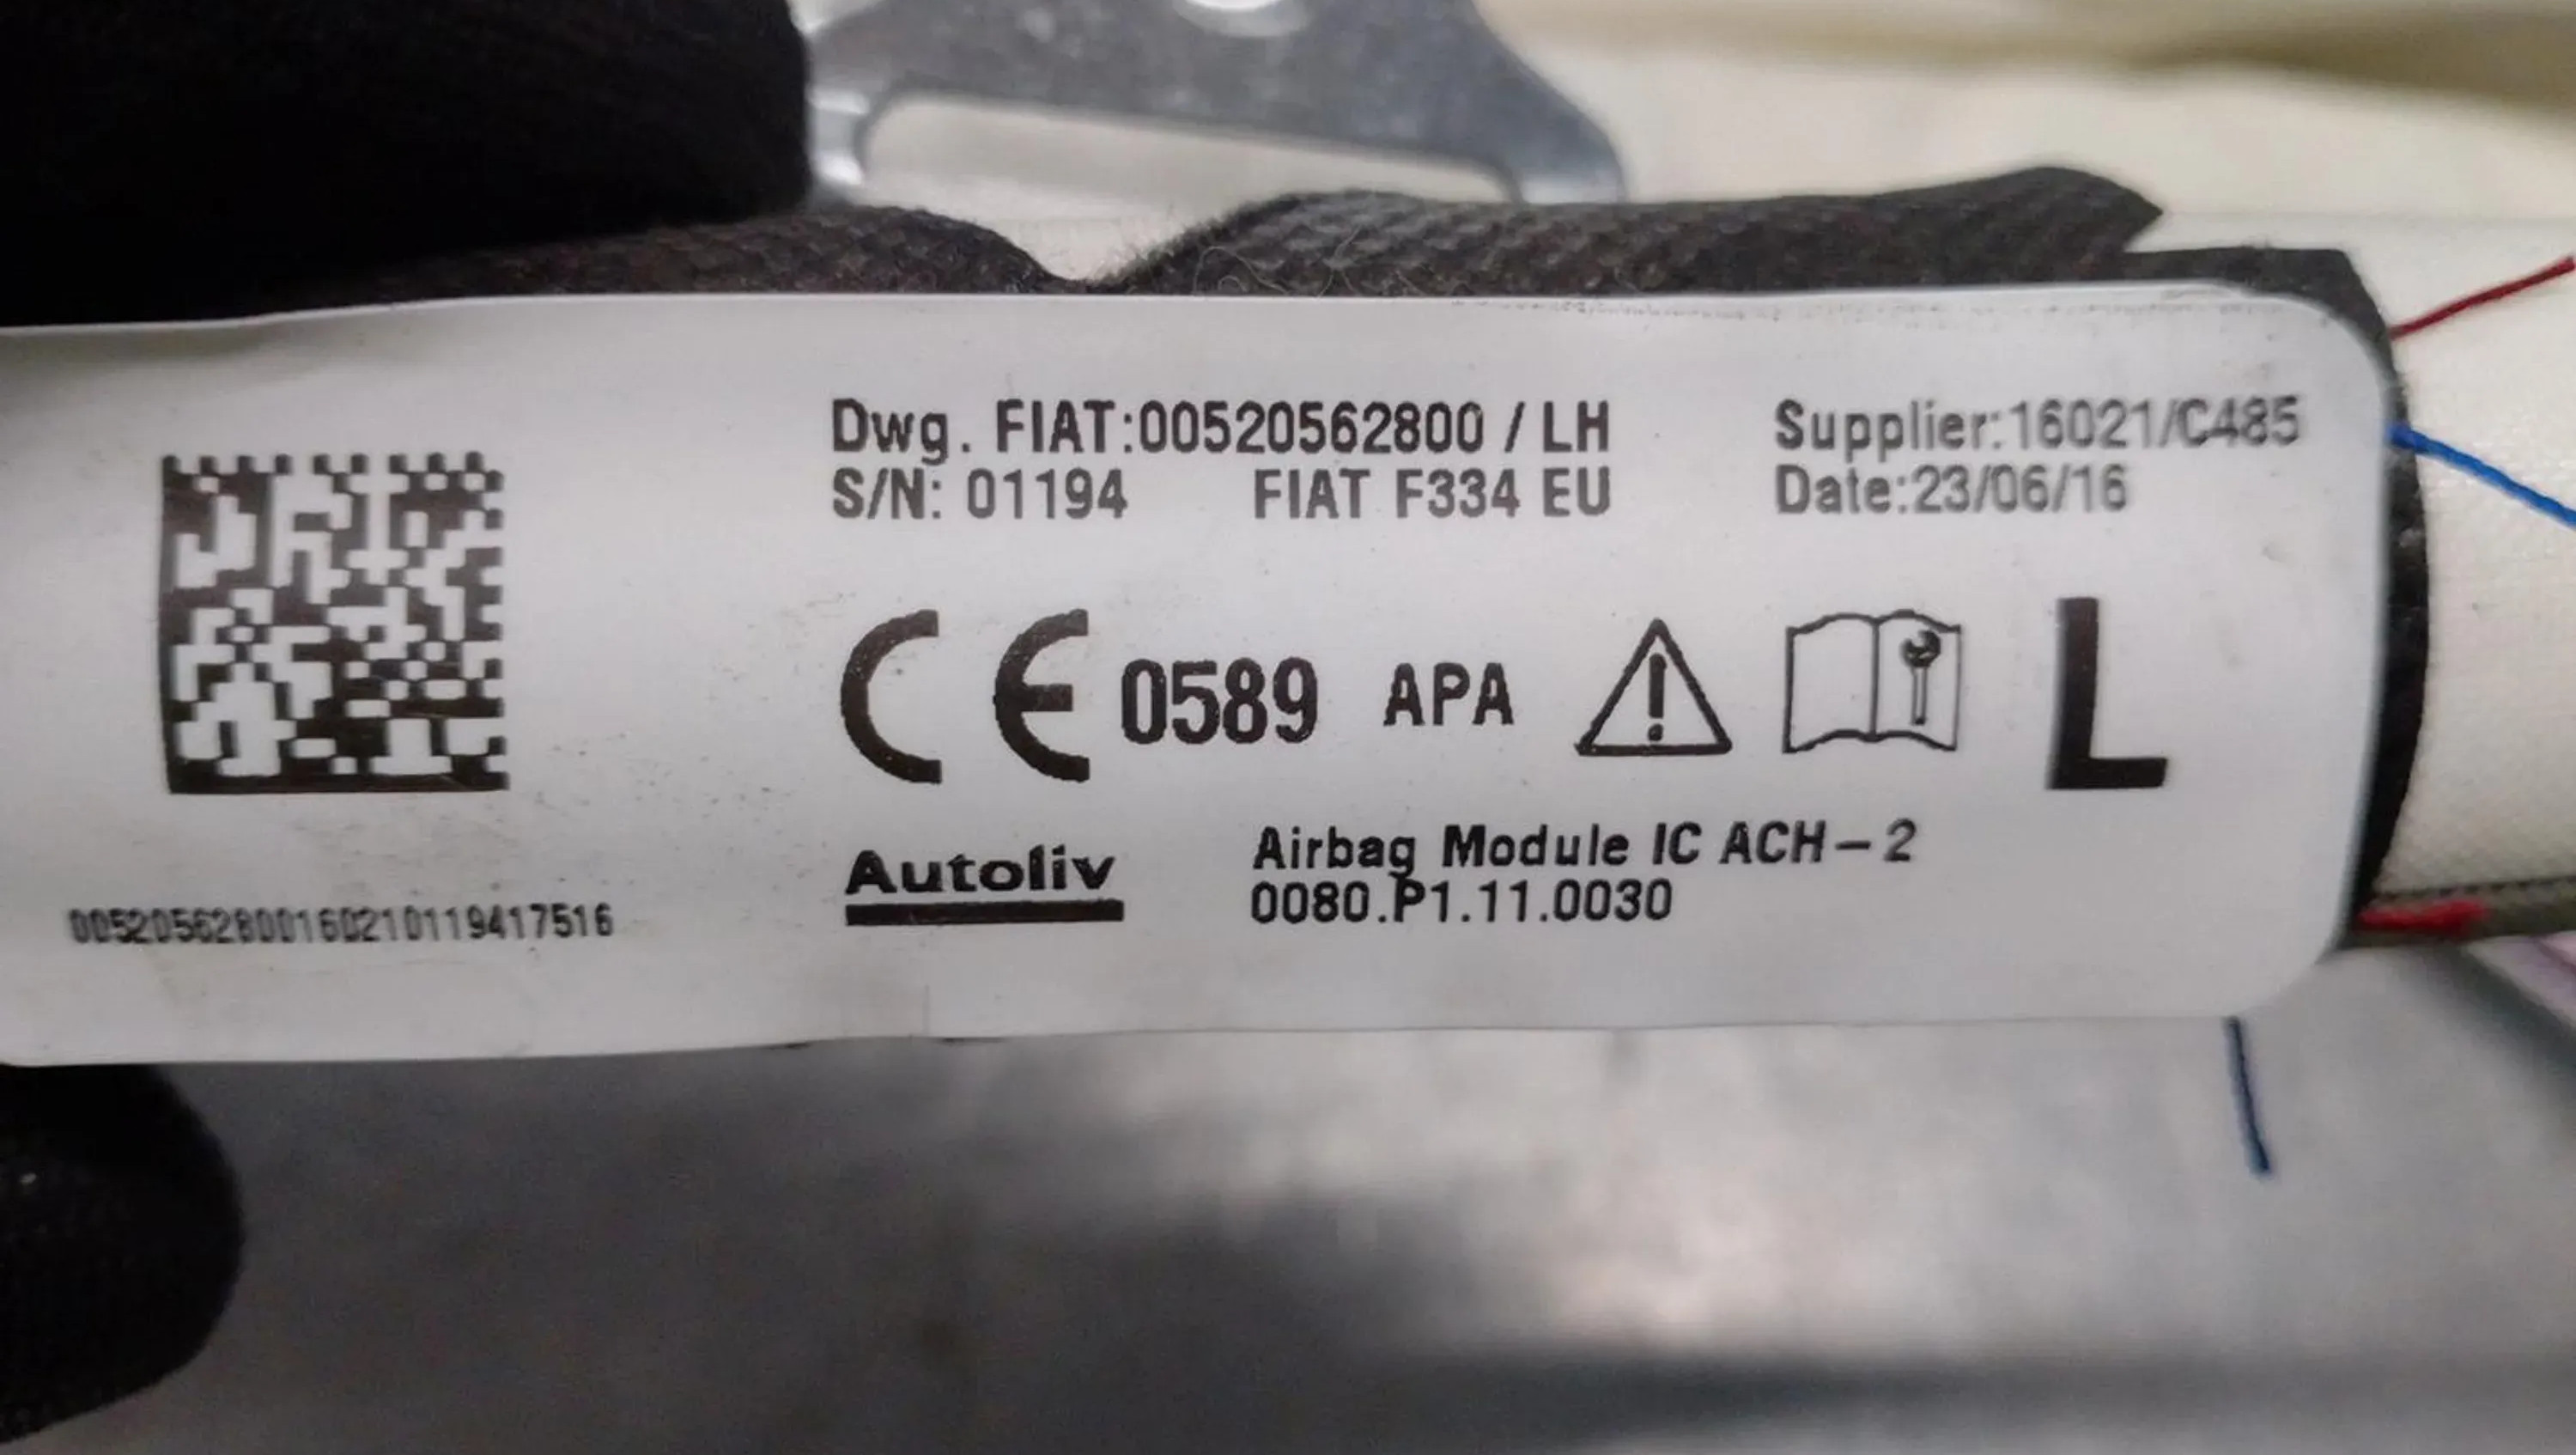 Dwg. FIAT:00520562800 / LH
Supplier:16021/C485
S/N: 01194 FIAT F334 EU
Date:23/06/16
CE 0589 APA L
Autoliv
Airbag Module IC ACH-2
0080.P1.11.0030
00520562800160210119417516